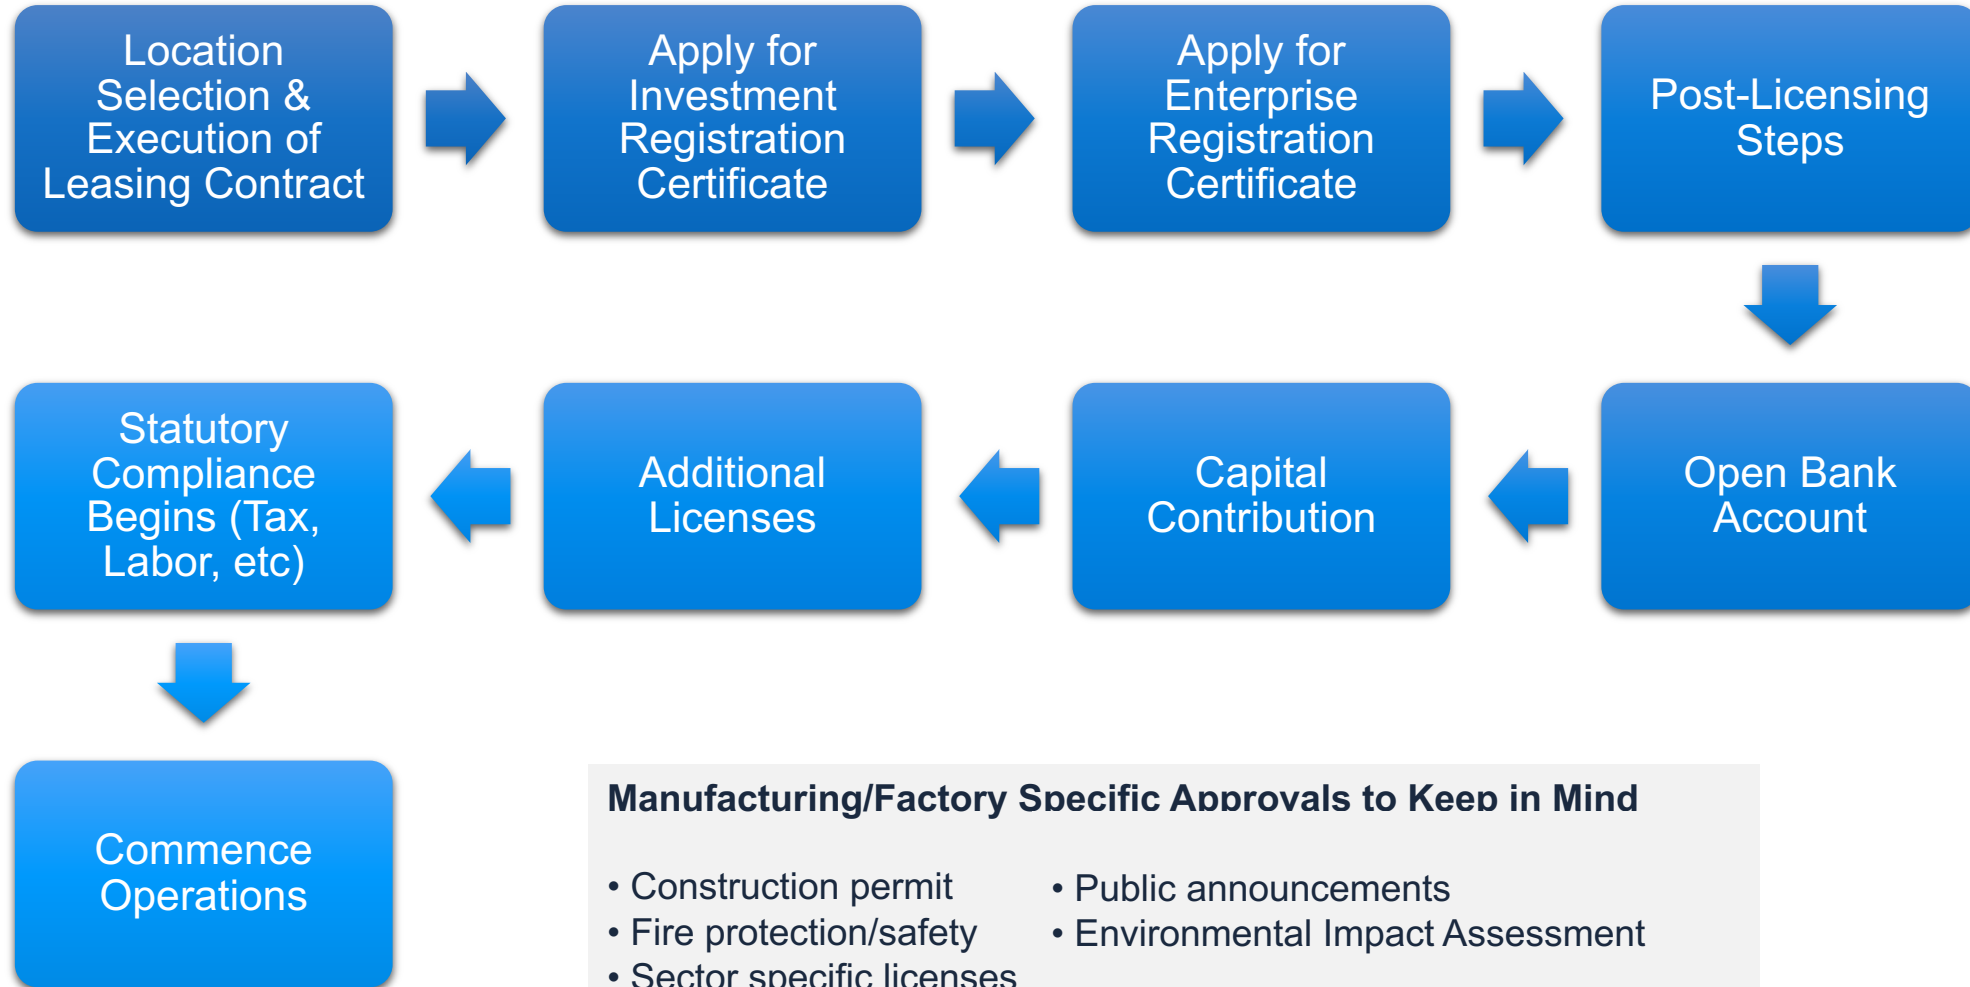 Location
Selection &
Execution of
Leasing Contract
Apply for
Investment
Registration
Certificate
Apply for
Enterprise
Registration
Certificate
Post-Licensing
Steps
Open Bank
Account
Capital
Contribution
Additional
Licenses
Statutory
Compliance
Begins (Tax,
Labor, etc)
Commence
Operations
Manufacturing/Factory Specific Approvals to Keep in Mind
• Construction permit
• Fire protection/safety
• Sector specific licenses
• Public announcements
• Environmental Impact Assessment